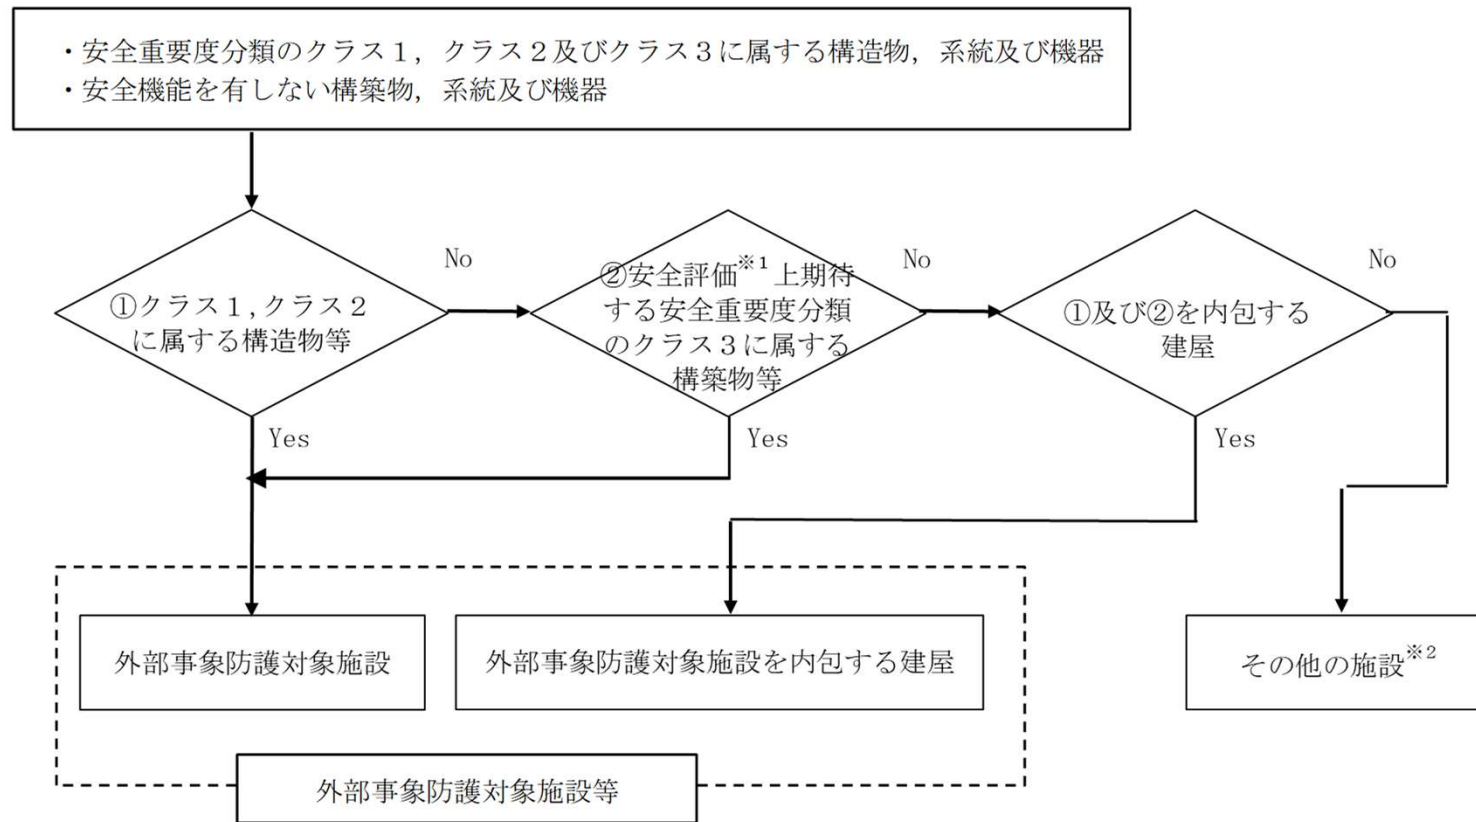 ・安全重要度分類のクラス１，クラス２及びクラス３に属する構造物，系統及び機器
・安全機能を有しない構築物，系統及び機器
No
No
No
①クラス１,クラス２
に属する構造物等
②安全評価※1上期待
する安全重要度分類
のクラス３に属する
構築物等
①及び②を内包する
建屋
Yes
Yes
Yes
外部事象防護対象施設
外部事象防護対象施設を内包する建屋
その他の施設※2
外部事象防護対象施設等